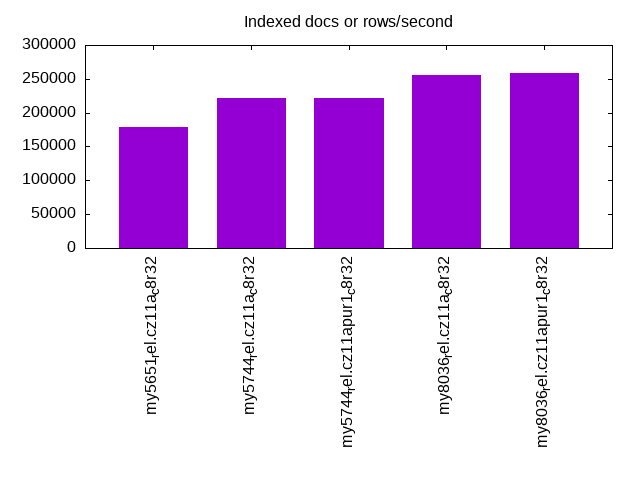 Indexed docs or rows/second
300000
250000
200000
150000
100000
50000
0
my5651rel.cz11ac8r32
my5744rel.cz11ac8r32
my5744rel.cz11apur1c8r32
my8036rel.cz11ac8r32
my8036rel.cz11apur1c8r32